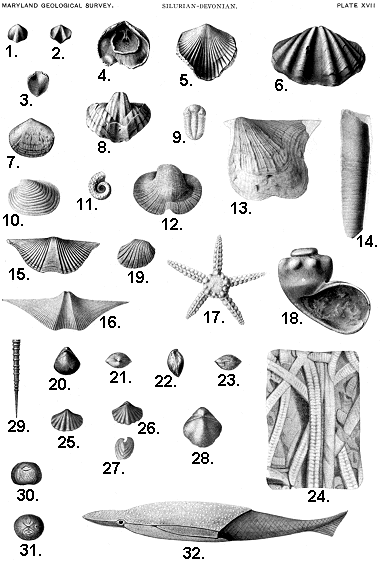 MARYLAND GEOLOGICAL SURVEY. SILURIAN-DEVONIAN. PLATE XVII
1. 2. 4. 5. 6.
3.
7. 8. 9.
10. 11. 12. 13. 14.
15. 19.
16. 17. 18.
29. 20. 21. 22. 23.
25. 26.
27. 28. 24.
30.
31. 32.